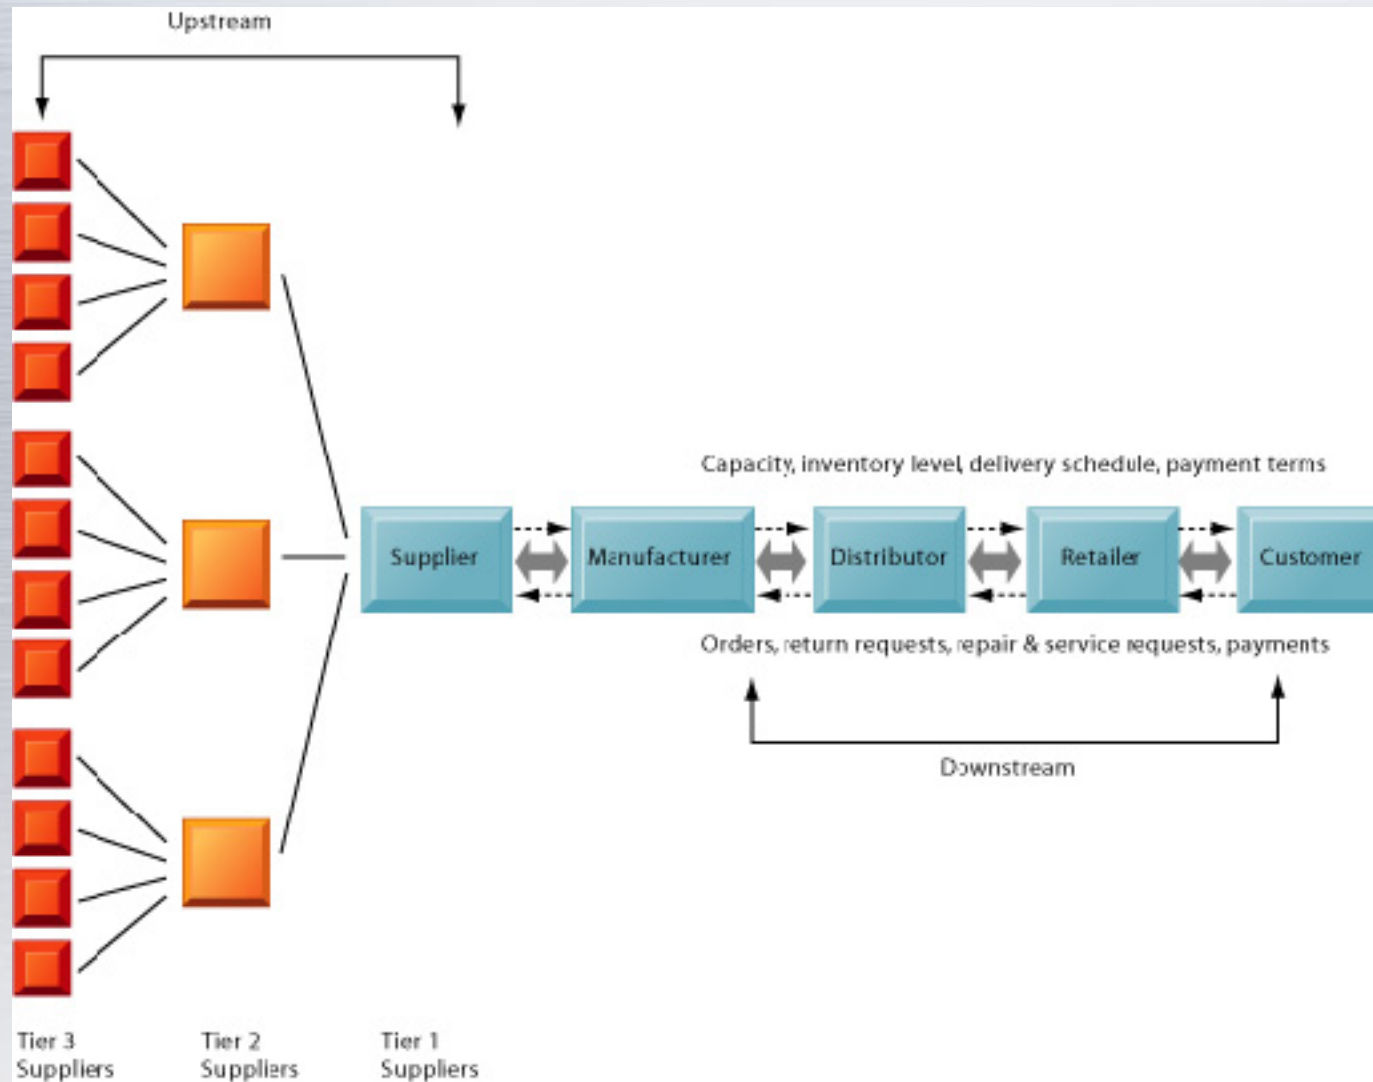 Upstream
Capacity, inventory level, delivery schedule, payment terms
Supplier
Manufacturer
Distributor
Retailer
Customer
Orders, return requests, repair & service requests, payments
Downstream
Tier 3
Suppliers
Tier 2
Suppliers
Tier 1
Suppliers